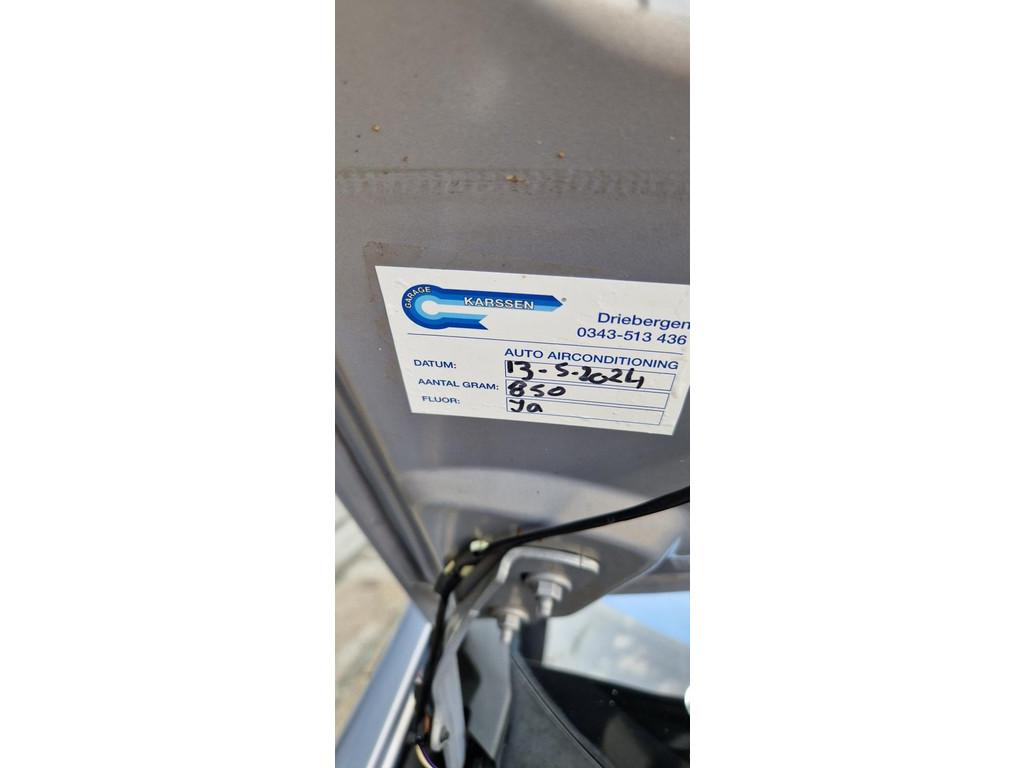 GARAGE KARSSEN
Driebergen
0343-513 436
AUTO AIRCONDITIONING
DATUM: 13-5-2024
AANTAL GRAM: 850
FLUOR: Ja